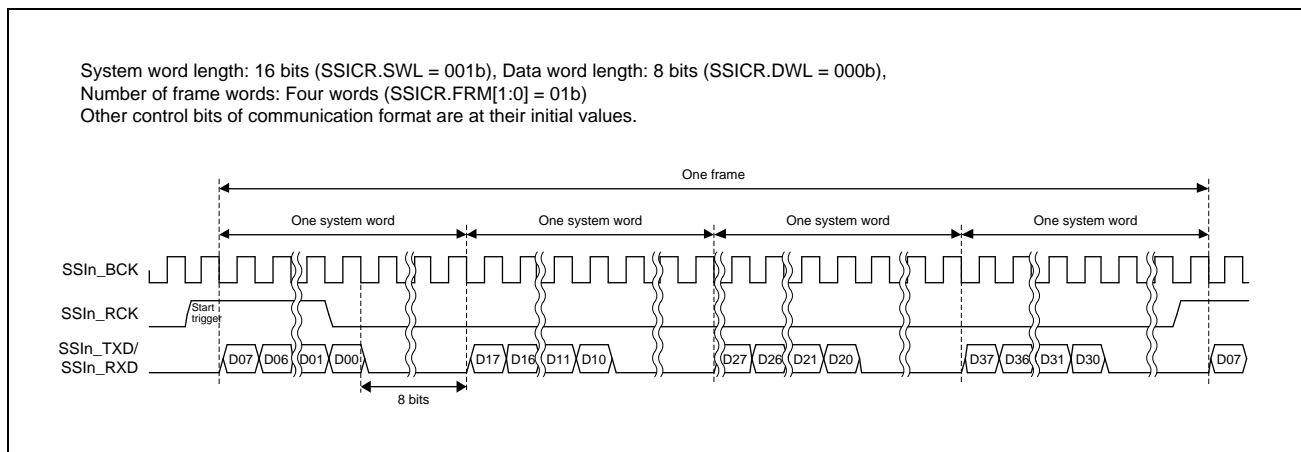 System word length: 16 bits (SSICR.SWL = 001b), Data word length: 8 bits (SSICR.DWL = 000b),
Number of frame words: Four words (SSICR.FRM[1:0] = 01b)
Other control bits of communication format are at their initial values.
One frame
One system word One system word One system word One system word
SSIn_BCK
SSIn_RCK
Start
trigger
SSIn_TXD/
SSIn_RXD
D07 D06 D01 D00 D17 D16 D11 D10 D27 D26 D21 D20 D37 D36 D31 D30 D07
8 bits